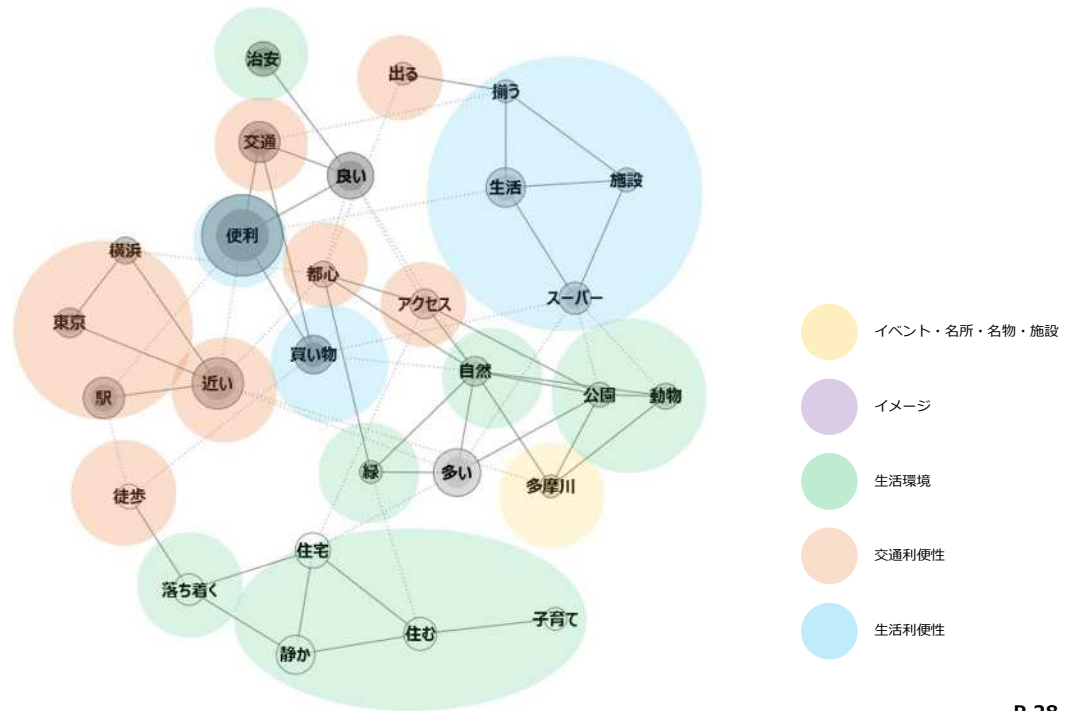 治安
出る
揃う
交通
良い
生活
施設
便利
横浜
都心
アクセス
スーパー
東京
買い物
近い
自然
駅
公園
動物
緑
多い
多摩川
徒歩
住宅
落ち着く
子育て
住む
静か
イベント・名所・名物・施設
イメージ
生活環境
交通利便性
生活利便性
P.28